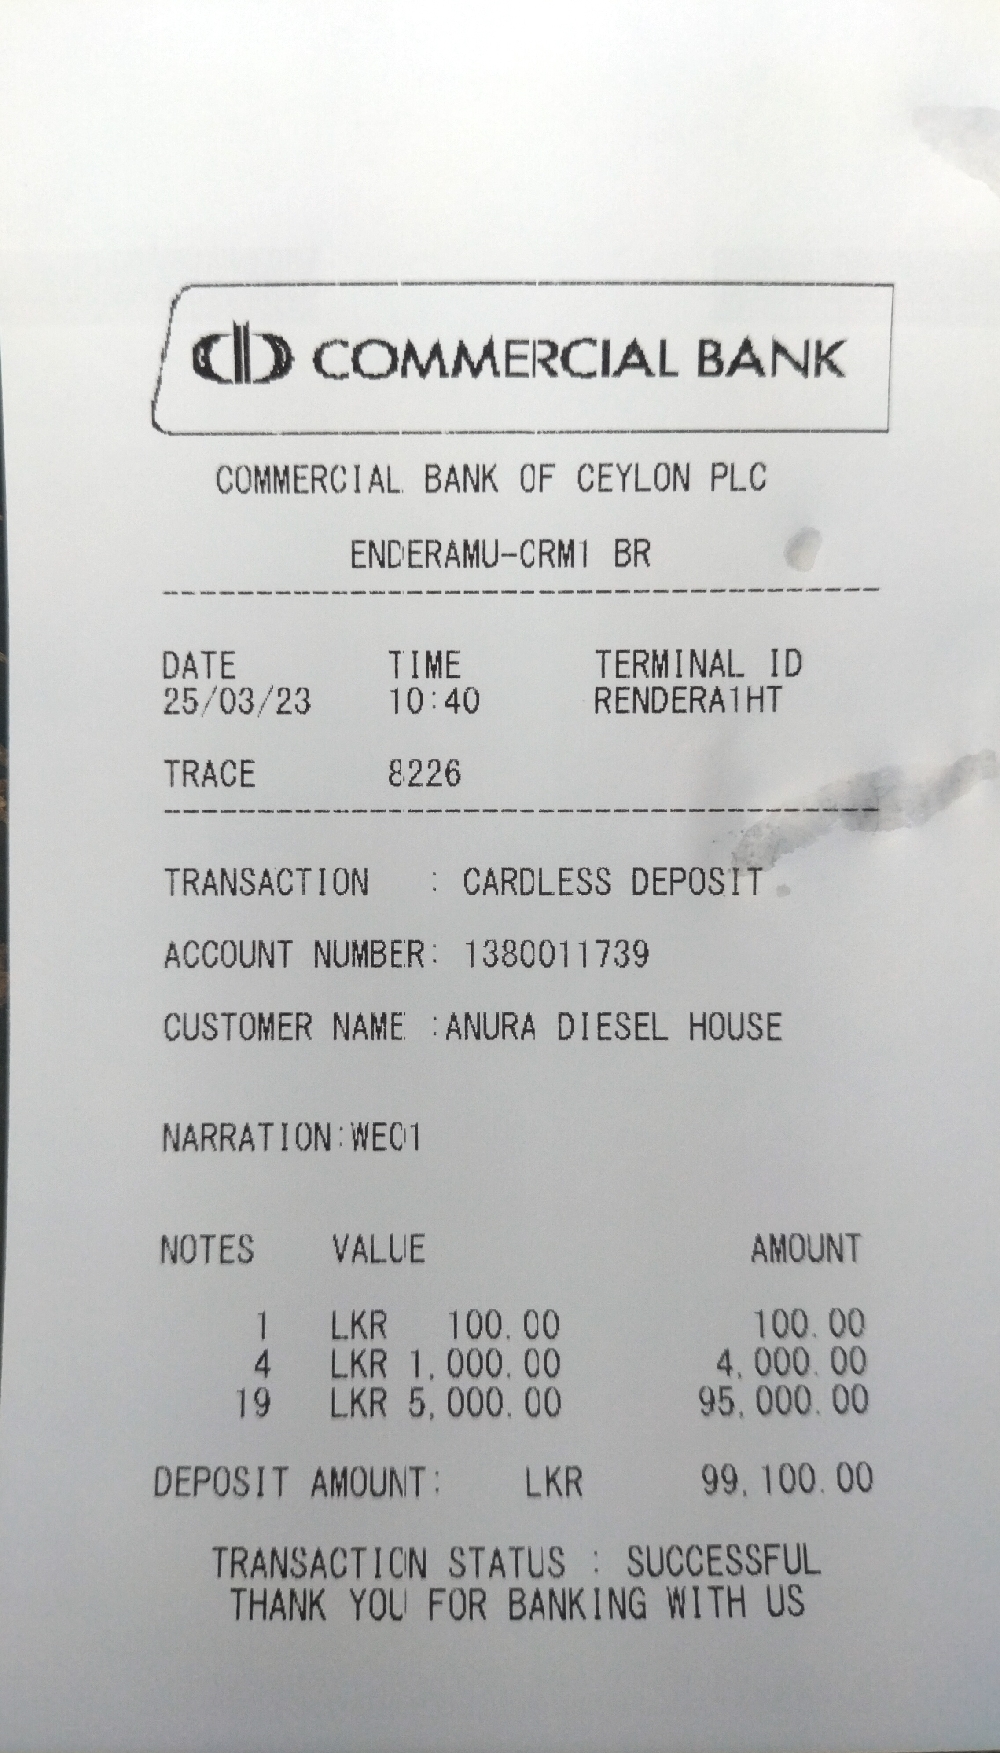 COMMERCIAL BANK
COMMERCIAL BANK OF CEYLON PLC
ENDERAMU-CRM1 BR
DATE TIME TERMINAL ID
25/03/23 10:40 RENDERA1HT
TRACE 8226
TRANSACTION : CARDLESS DEPOSIT
ACCOUNT NUMBER: 1380011739
CUSTOMER NAME :ANURA DIESEL HOUSE
NARRATION:WE01
NOTES VALUE AMOUNT
1 LKR 100.00 100.00
4 LKR 1,000.00 4,000.00
19 LKR 5,000.00 95,000.00
DEPOSIT AMOUNT: LKR 99,100.00
TRANSACTION STATUS : SUCCESSFUL
THANK YOU FOR BANKING WITH US